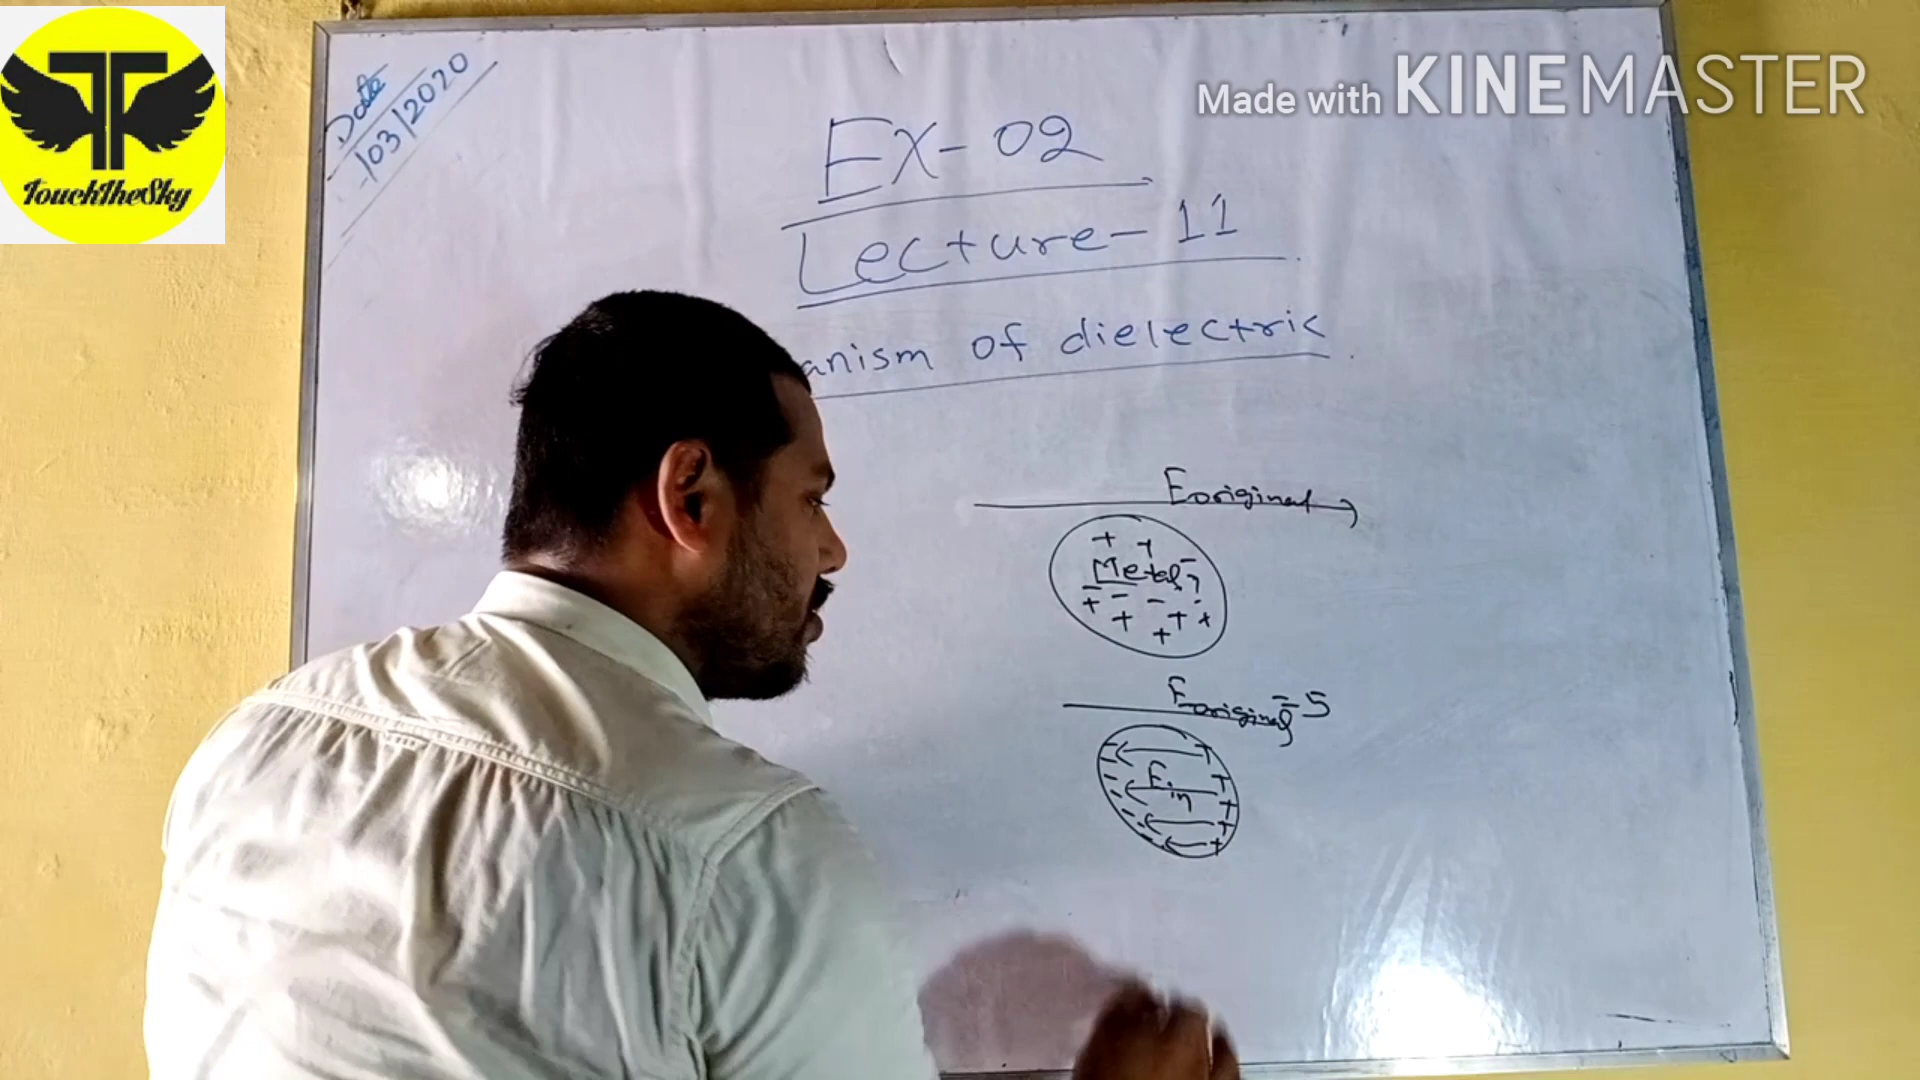 TT
TouchTheSky
Made with KINEMASTER
Date
-/03/2020
EX-02
Lecture-11
anism of dielectric
Eoriginal
+ +
Metal -
+ - - -
+ + + +
Eoriginal = 5
Ein